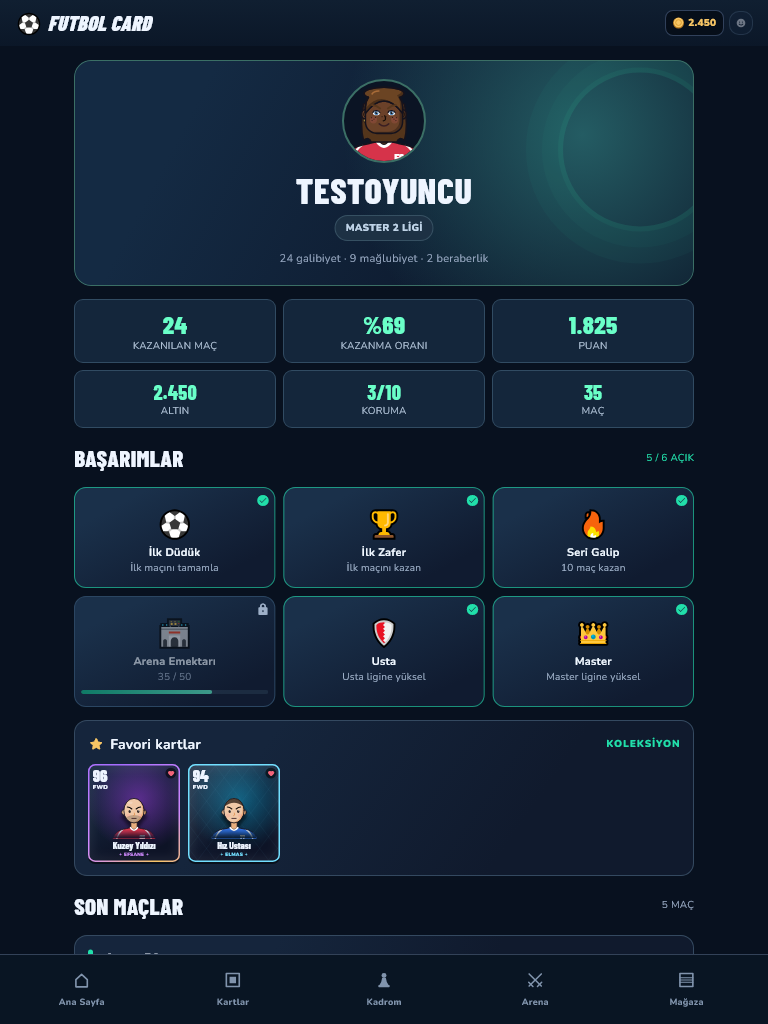 FUTBOL CARD
2.450
TESTOYUNCU
MASTER 2 LİGİ
24 galibiyet · 9 mağlubiyet · 2 beraberlik
24
KAZANILAN MAÇ
%69
KAZANMA ORANI
1.825
PUAN
2.450
ALTIN
3/10
KORUMA
35
MAÇ
BAŞARIMLAR
5 / 6 AÇIK
İlk Düdük
İlk maçını tamamla
İlk Zafer
İlk maçını kazan
Seri Galip
10 maç kazan
Arena Emektarı
35 / 50
Usta
Usta ligine yüksel
Master
Master ligine yüksel
Favori kartlar
KOLEKSİYON
96
FWD
Kuzey Yıldızı
EFSANE
94
FWD
Hız Ustası
ELMAS
SON MAÇLAR
5 MAÇ
Ana Sayfa
Kartlar
Kadrom
Arena
Mağaza